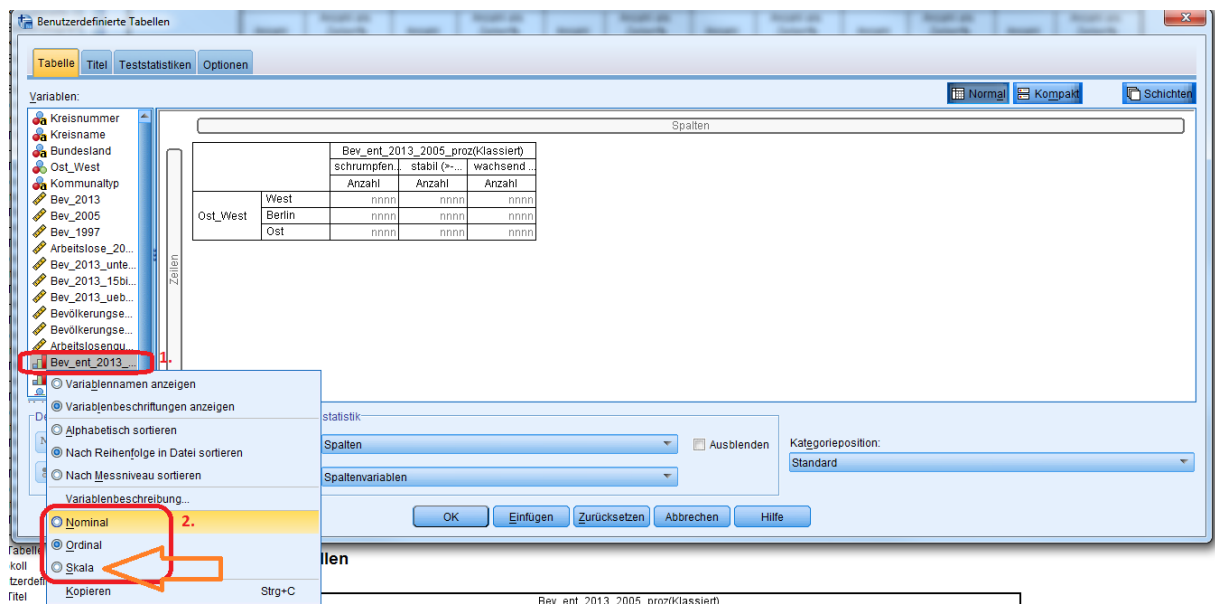 Benutzerdefinierte Tabellen
Tabelle Titel Teststatistiken Optionen
Variablen:
Normal Kompakt Schichten
Kreisnummer
Kreisname
Bundesland
Ost_West
Kommunaltyp
Bev_2013
Bev_2005
Bev_1997
Arbeitslose_20...
Bev_2013_unte...
Bev_2013_15bi...
Bev_2013_ueb...
Bevölkerungse...
Bevölkerungse...
Arbeitslosenqu...
Bev_ent_2013_...
1.
Spalten
Zeilen
Bev_ent_2013_2005_proz(Klassiert)
schrumpfen... stabil (>-... wachsend ...
Anzahl Anzahl Anzahl
Ost_West
West nnnn nnnn nnnn
Berlin nnnn nnnn nnnn
Ost nnnn nnnn nnnn
Variablennamen anzeigen
Variablenbeschriftungen anzeigen
Alphabetisch sortieren
Nach Reihenfolge in Datei sortieren
Nach Messniveau sortieren
Variablenbeschreibung...
Nominal
2.
Ordinal
Skala
Kopieren Strg+C
statistik
Spalten
Ausblenden
Spaltenvariablen
Kategorieposition:
Standard
OK Einfügen Zurücksetzen Abbrechen Hilfe
llen
Titel
Bev_ent_2013_2005_proz(Klassiert)